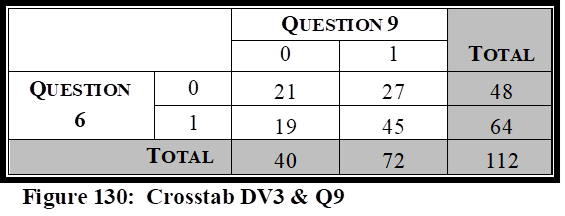 QUESTION 9
0 1 TOTAL
QUESTION 0 21 27 48
6 1 19 45 64
TOTAL 40 72 112
Figure 130: Crosstab DV3 & Q9